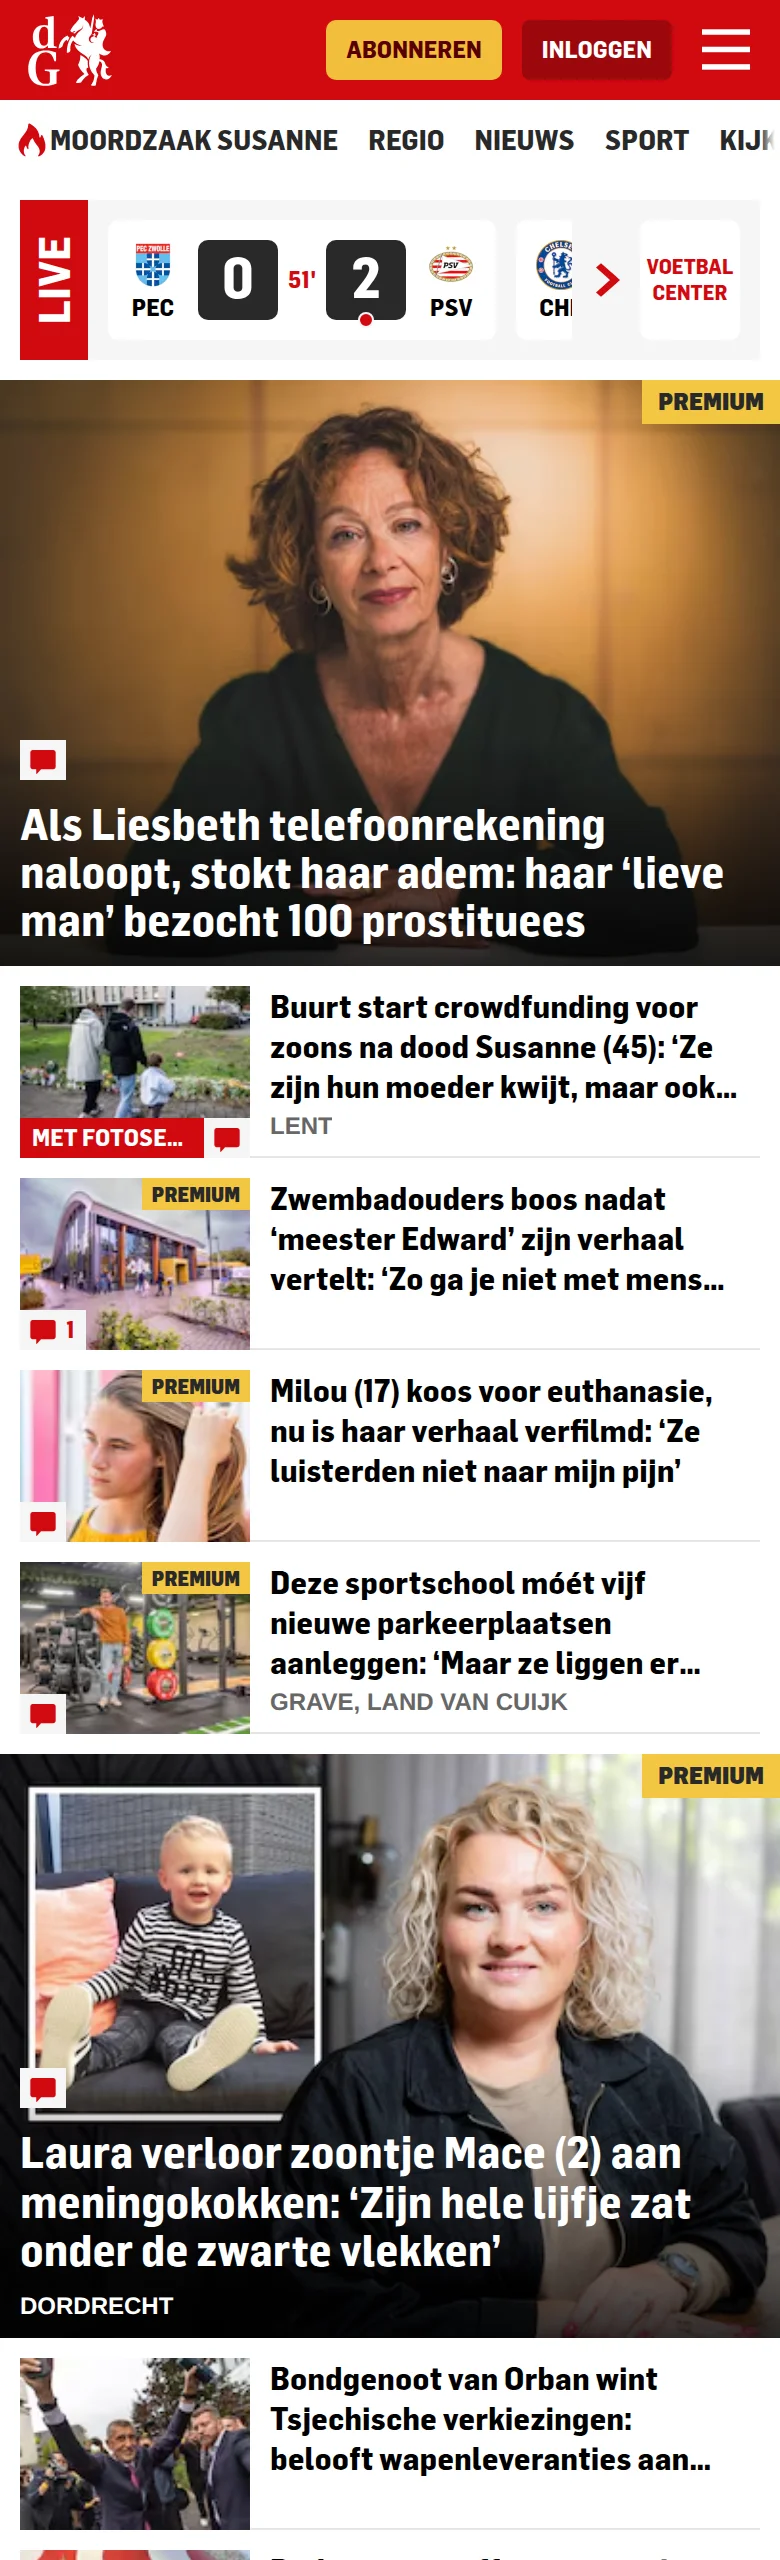 dG
ABONNEREN
INLOGGEN
MOORDZAAK SUSANNE
REGIO
NIEUWS
SPORT
LIVE
PEC ZWOLLE
PEC
0
51'
2
PSV
PSV
VOETBAL
CENTER
PREMIUM
Als Liesbeth telefoonrekening
naloopt, stokt haar adem: haar ‘lieve
man’ bezocht 100 prostituees
Buurt start crowdfunding voor
zoons na dood Susanne (45): ‘Ze
zijn hun moeder kwijt, maar ook...
LENT
MET FOTOSE...
PREMIUM
Zwembadouders boos nadat
‘meester Edward’ zijn verhaal
vertelt: ‘Zo ga je niet met mens...
1
PREMIUM
Milou (17) koos voor euthanasie,
nu is haar verhaal verfilmd: ‘Ze
luisterden niet naar mijn pijn’
PREMIUM
Deze sportschool móét vijf
nieuwe parkeerplaatsen
aanleggen: ‘Maar ze liggen er...
GRAVE, LAND VAN CUIJK
PREMIUM
Laura verloor zoontje Mace (2) aan
meningokokken: ‘Zijn hele lijfje zat
onder de zwarte vlekken’
DORDRECHT
Bondgenoot van Orban wint
Tsjechische verkiezingen:
belooft wapenleveranties aan...